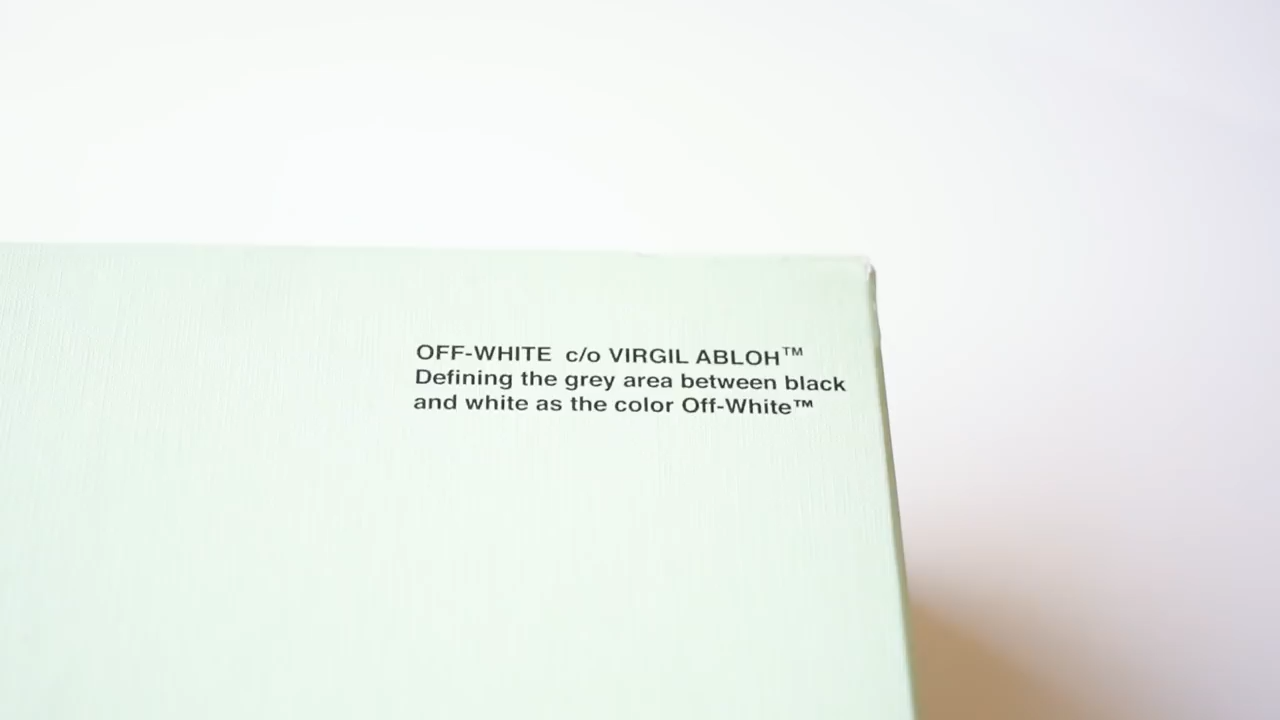 OFF-WHITE c/o VIRGIL ABLOH™
Defining the grey area between black
and white as the color Off-White™